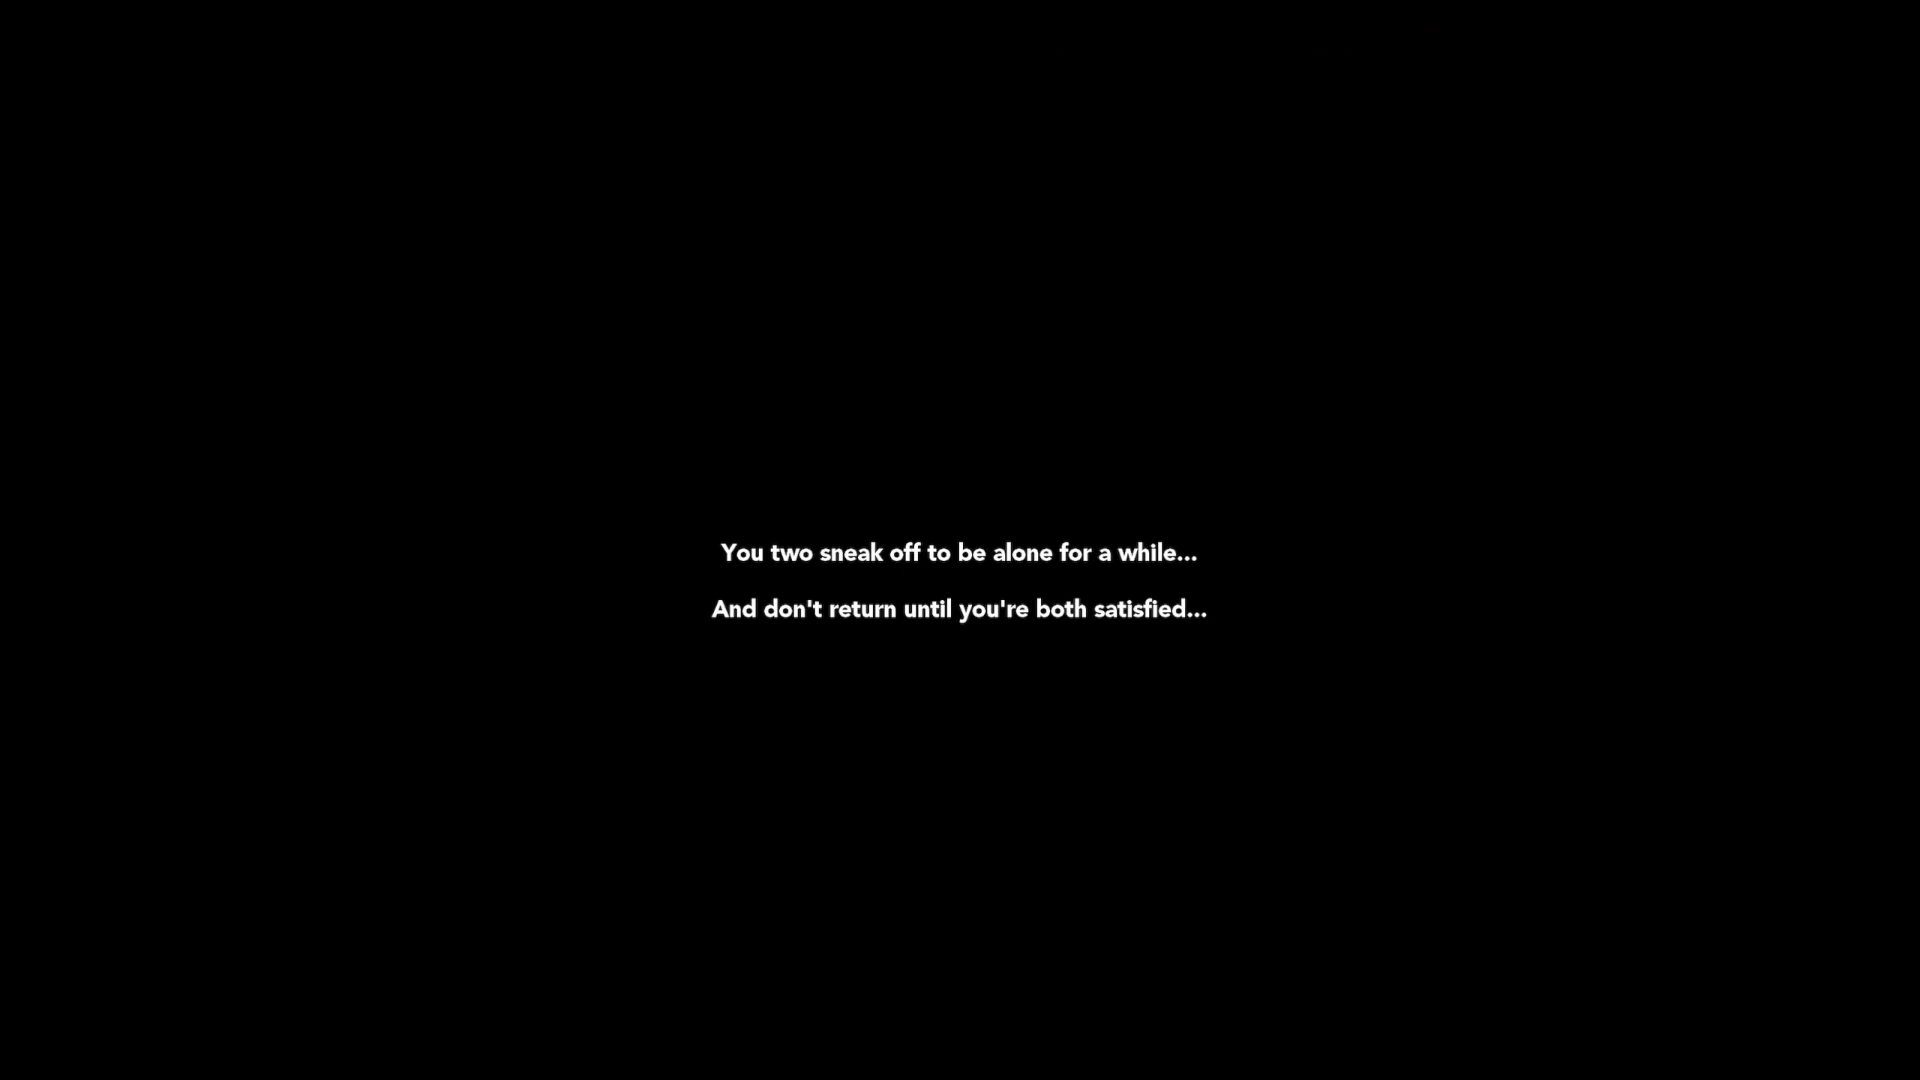 You two sneak off to be alone for a while...
And don't return until you're both satisfied...